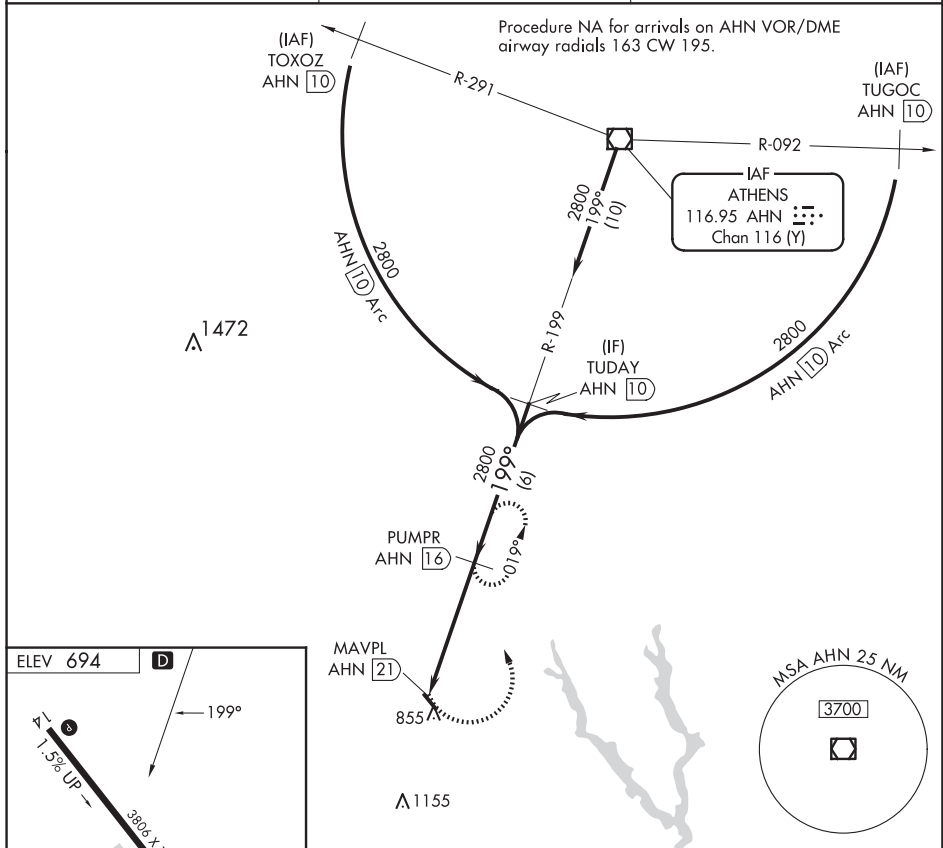 Procedure NA for arrivals on AHN VOR/DME
airway radials 163 CW 195.
(IAF)
TOXOZ
AHN 10
R-291
(IAF)
TUGOC
AHN 10
R-092
IAF
ATHENS
116.95 AHN
Chan 116 (Y)
2800
199°
(10)
2800
AHN 10 Arc
2800
AHN 10 Arc
1472
R-199
(IF)
TUDAY
AHN 10
2800
199°
(6)
PUMPR
AHN 16
019°
MAVPL
AHN 21
855
1155
MSA AHN 25 NM
3700
ELEV 694
D
199°
14
P
1.5% UP
3806 X